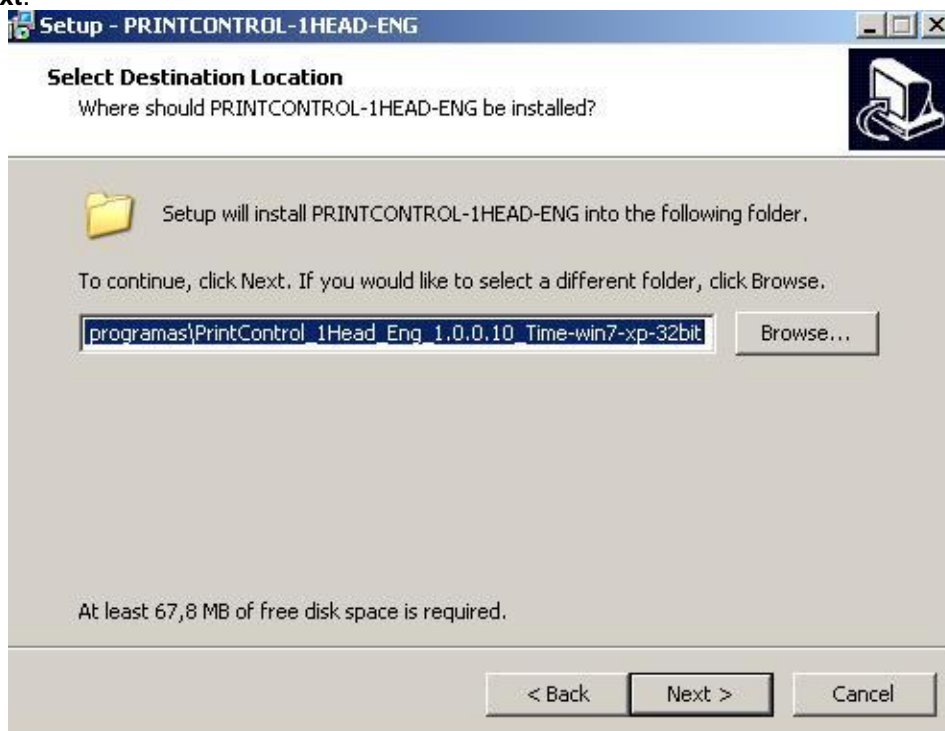 xt.
Setup - PRINTCONTROL-1HEAD-ENG
Select Destination Location
Where should PRINTCONTROL-1HEAD-ENG be installed?
Setup will install PRINTCONTROL-1HEAD-ENG into the following folder.
To continue, click Next. If you would like to select a different folder, click Browse.
programas\PrintControl_1Head_Eng_1.0.0.10_Time-win7-xp-32bit Browse...
At least 67,8 MB of free disk space is required.
< Back Next > Cancel